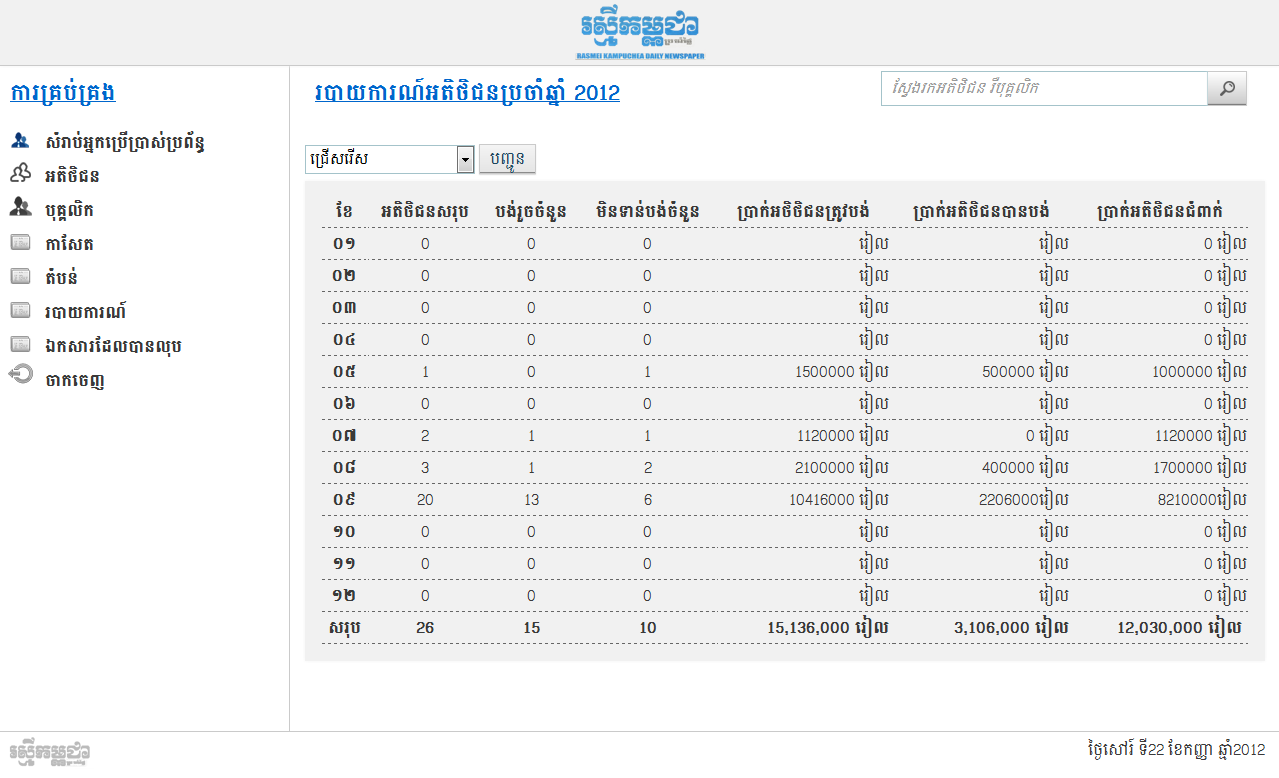 រស្មីកម្ពុជា
RASMEI KAMPUCHEA DAILY NEWSPAPER
ការគ្រប់គ្រង
សំរាប់អ្នកប្រើប្រាស់ប្រព័ន្ធ
អតិថិជន
បុគ្គលិក
កាសែត
តំបន់
របាយការណ៍
ឯកសារដែលបានលុប
ចាកចេញ
របាយការណ៍អតិថិជនប្រចាំឆ្នាំ 2012
ស្វែងរកអតិថិជន រឺបុគ្គលិក
ជ្រើសរើស បញ្ជូន
ខែ អតិថិជនសរុប បង់រួចចំនួន មិនទាន់បង់ចំនួន ប្រាក់អថិថិជនត្រូវបង់ ប្រាក់អតិថិជនបានបង់ ប្រាក់អតិថិជនជំពាក់
០១ 0 0 0 រៀល រៀល 0 រៀល
០២ 0 0 0 រៀល រៀល 0 រៀល
០៣ 0 0 0 រៀល រៀល 0 រៀល
០៤ 0 0 0 រៀល រៀល 0 រៀល
០៥ 1 0 1 1500000 រៀល 500000 រៀល 1000000 រៀល
០៦ 0 0 0 រៀល រៀល 0 រៀល
០៧ 2 1 1 1120000 រៀល 0 រៀល 1120000 រៀល
០៨ 3 1 2 2100000 រៀល 400000 រៀល 1700000 រៀល
០៩ 20 13 6 10416000 រៀល 2206000រៀល 8210000រៀល
១០ 0 0 0 រៀល រៀល 0 រៀល
១១ 0 0 0 រៀល រៀល 0 រៀល
១២ 0 0 0 រៀល រៀល 0 រៀល
សរុប 26 15 10 15,136,000 រៀល 3,106,000 រៀល 12,030,000 រៀល
រស្មីកម្ពុជា
ថ្ងៃសៅរ៍ ទី22 ខែកញ្ញា ឆ្នាំ2012